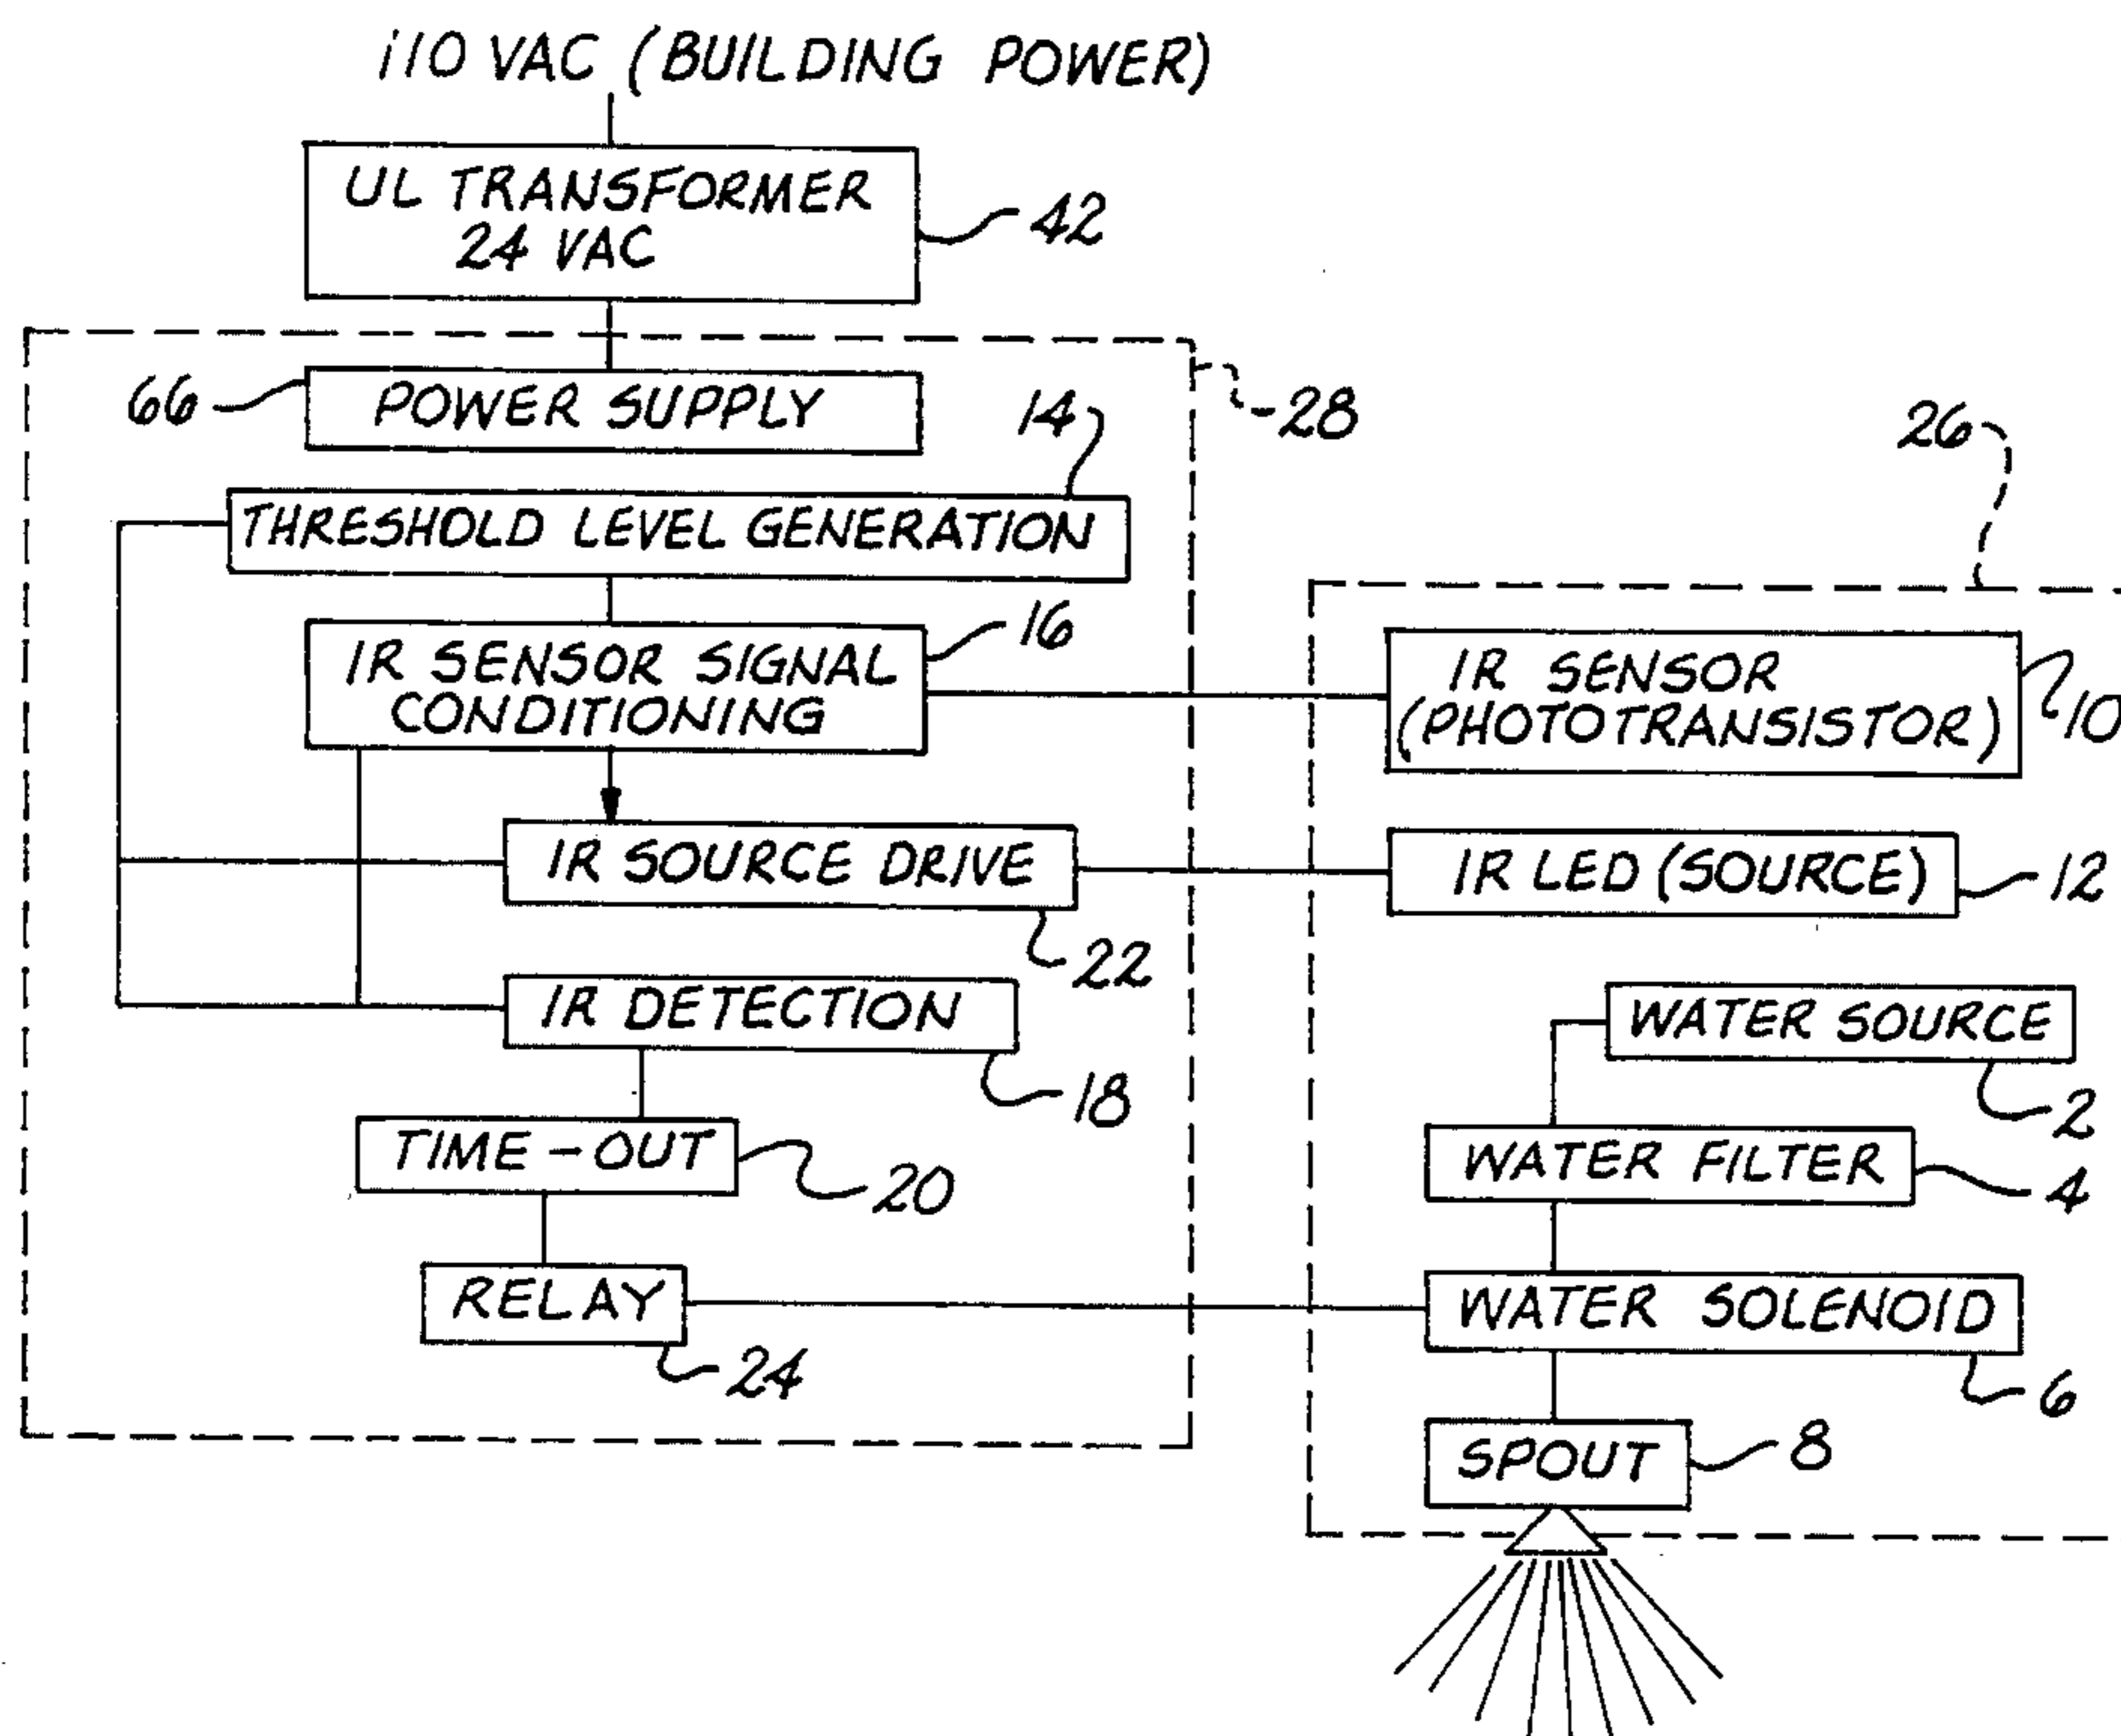 110 VAC (BUILDING POWER)
UL TRANSFORMER
24 VAC
42
66
POWER SUPPLY
14
28
26
THRESHOLD LEVEL GENERATION
16
IR SENSOR SIGNAL
CONDITIONING
IR SENSOR
(PHOTOTRANSISTOR)
10
IR SOURCE DRIVE
22
IR LED (SOURCE)
12
IR DETECTION
18
WATER SOURCE
2
TIME-OUT
20
WATER FILTER
4
RELAY
24
WATER SOLENOID
6
SPOUT
8